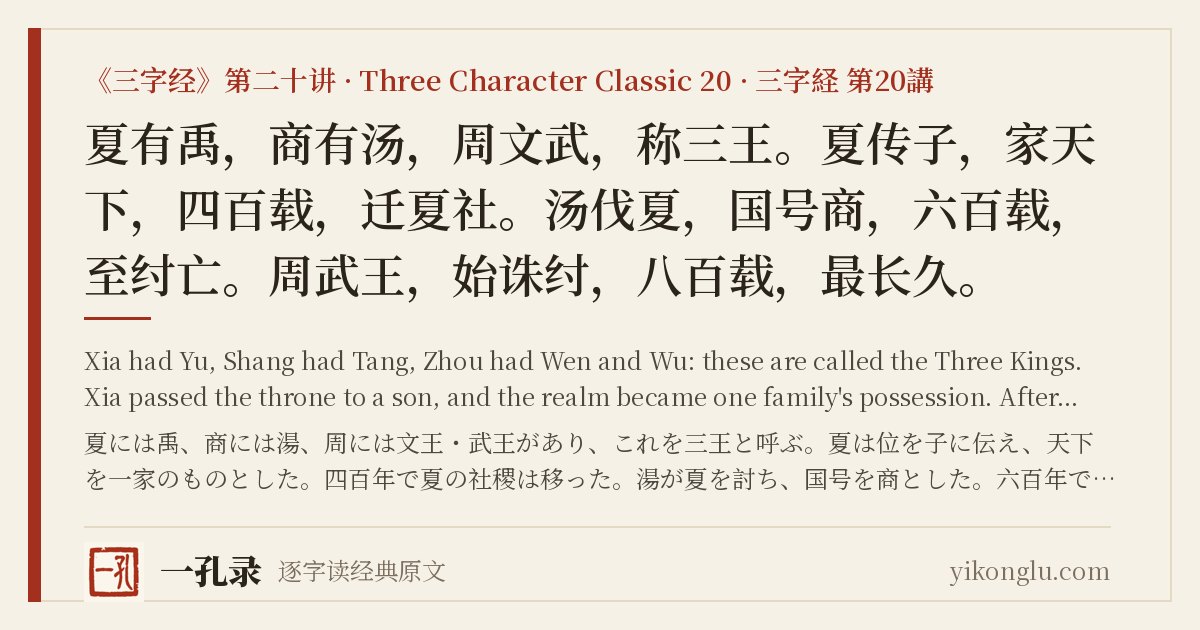 《三字经》第二十讲 · Three Character Classic 20 · 三字経 第20講
夏有禹，商有汤，周文武，称三王。夏传子，家天
下，四百载，迁夏社。汤伐夏，国号商，六百载，
至纣亡。周武王，始诛纣，八百载，最长久。
Xia had Yu, Shang had Tang, Zhou had Wen and Wu: these are called the Three Kings.
Xia passed the throne to a son, and the realm became one family's possession. After...
夏には禹、商には湯、周には文王・武王があり、これを三王と呼ぶ。夏は位を子に伝え、天下
を一家のものとした。四百年で夏の社稷は移った。湯が夏を討ち、国号を商とした。六百年で…
一孔
一孔录 逐字读经典原文
yikonglu.com